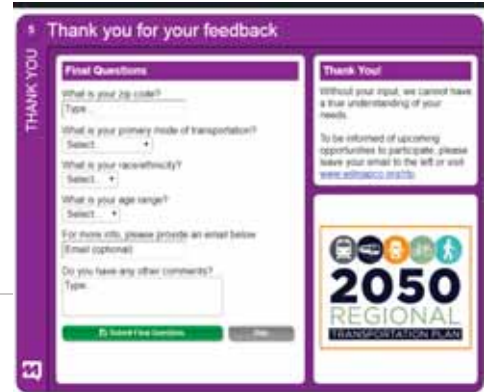 5 Thank you for your feedback
THANK YOU
Final Questions
What is your zip code?
Type...
What is your primary mode of transportation?
Select...
What is your race/ethnicity?
Select...
What is your age range?
Select...
For more info, please provide an email below
Email (optional)
Do you have any other comments?
Type...
Submit Final Questions
Thank You!
Without your input, we cannot have
a true understanding of your
needs.
To be informed of upcoming
opportunities to participate, please
leave your email to the left or visit
2050
REGIONAL
TRANSPORTATION PLAN